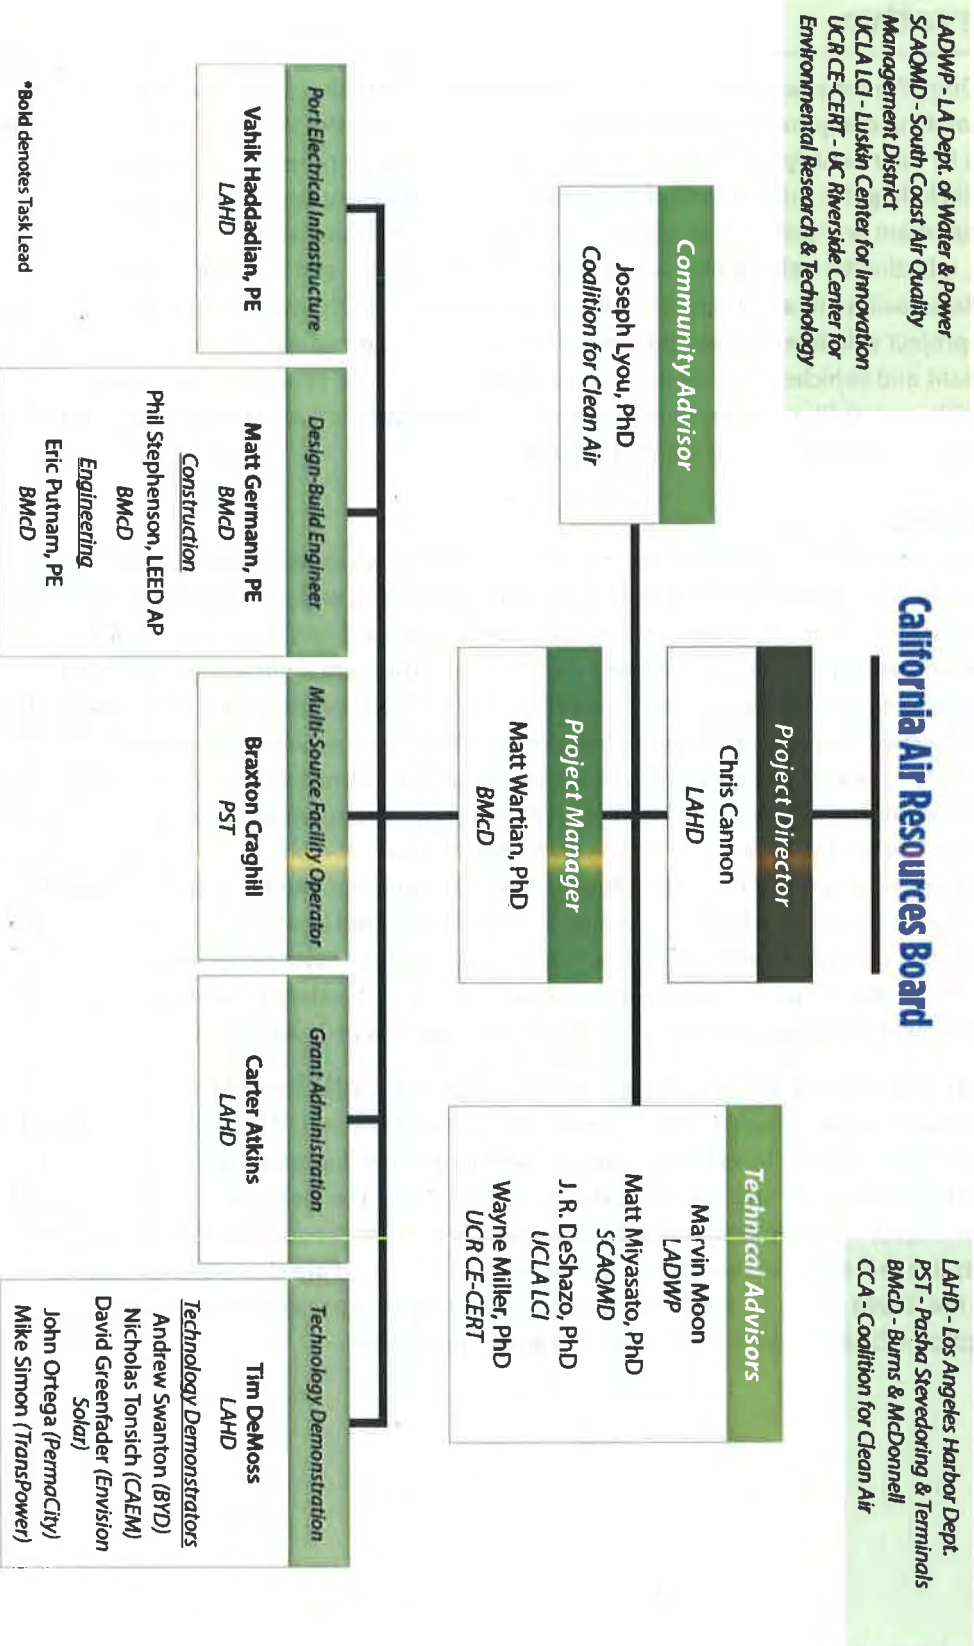 LADWP - LA Dept. of Water & Power
SCAQMD - South Coast Air Quality
Management District
UCLA LCI - Luskin Center for Innovation
UCR CE-CERT - UC Riverside Center for
Environmental Research & Technology
California Air Resources Board
LAHD - Los Angeles Harbor Dept.
PST - Pasha Stevedoring & Terminals
BMcD - Burns & McDonnell
CCA - Coalition for Clean Air
Project Director
Chris Cannon
LAHD
Community Advisor
Joseph Lyou, PhD
Coalition for Clean Air
Project Manager
Matt Wartian, PhD
BMcD
Technical Advisors
Marvin Moon
LADWP
Matt Miyasato, PhD
SCAQMD
J.R. DeShazo, PhD
UCLA LCI
Wayne Miller, PhD
UCR CE-CERT
Port Electrical Infrastructure
Vahik Haddadian, PE
LAHD
Design-Build Engineer
Matt Germann, PE
BMcD
Construction
Phil Stephenson, LEED AP
BMcD
Engineering
Eric Putnam, PE
BMcD
Multi-Source Facility Operator
Braxton Craghill
PST
Grant Administration
Carter Atkins
LAHD
Technology Demonstration
Tim DeMoss
LAHD
Technology Demonstrators
Andrew Swanton (BYD)
Nicholas Tonsich (CAEM)
David Greenfader (Envision
Solar)
John Ortega (PermaCity)
Mike Simon (TransPower)
*Bold denotes Task Lead